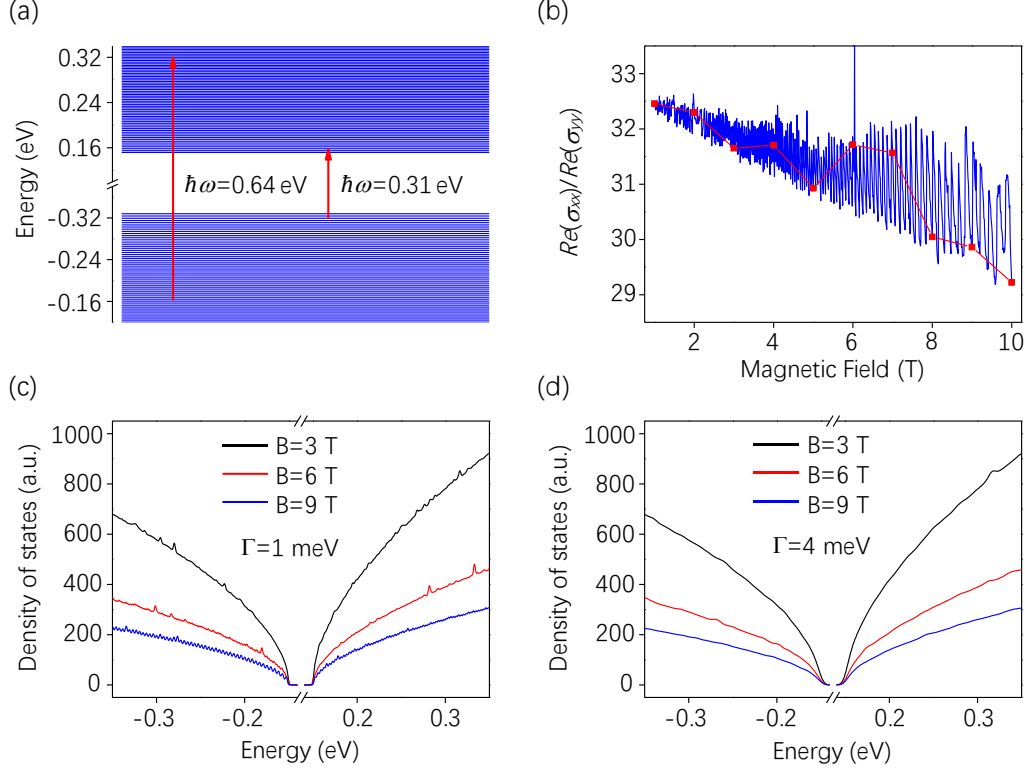 (a)
Energy (eV)
0.32
0.24
0.16
-0.32
-0.24
-0.16
ħω=0.64 eV
ħω=0.31 eV
(b)
Re(σxx)/Re(σyy)
33
32
31
30
29
2 4 6 8 10
Magnetic Field (T)
(c)
Density of states (a.u.)
1000
800
600
400
200
0
B=3 T
B=6 T
B=9 T
Γ=1 meV
-0.3 -0.2 0.2 0.3
Energy (eV)
(d)
Density of states (a.u.)
1000
800
600
400
200
0
B=3 T
B=6 T
B=9 T
Γ=4 meV
-0.3 -0.2 0.2 0.3
Energy (eV)